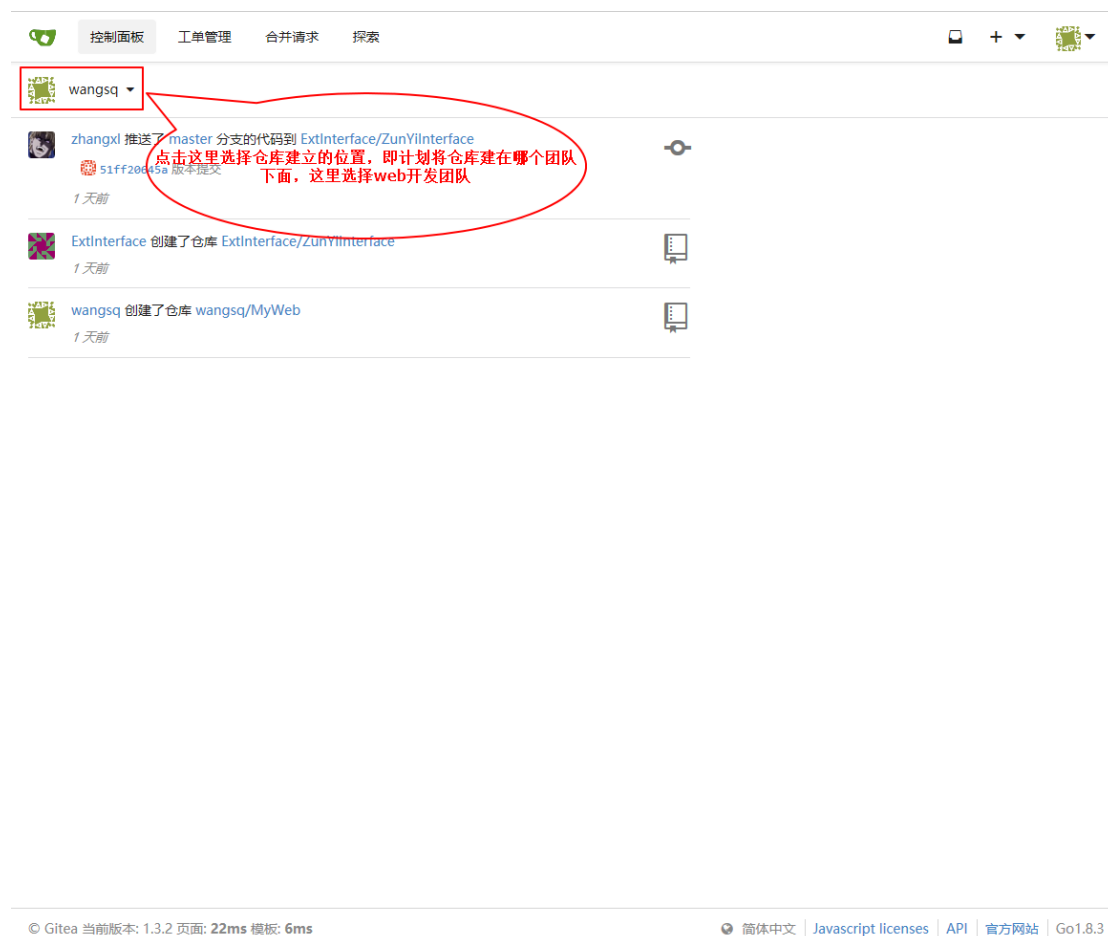 控制面板 工单管理 合并请求 探索
wangsq
zhangxl 推送了 master 分支的代码到 ExtInterface/ZunYiInterface
点击这里选择仓库建立的位置，即计划将仓库建在哪个团队
下面，这里选择web开发团队
51ff20645a 版本提交
1 天前
ExtInterface 创建了仓库 ExtInterface/ZunYiInterface
1 天前
wangsq 创建了仓库 wangsq/MyWeb
1 天前
© Gitea 当前版本: 1.3.2 页面: 22ms 模板: 6ms 简体中文 Javascript licenses API 官方网站 Go1.8.3